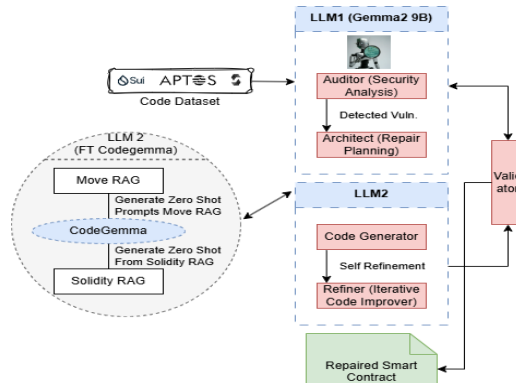 LLM1 (Gemma2 9B)
Sui APTOS
Code Dataset
Auditor (Security
Analysis)
Detected Vuln.
Architect (Repair
Planning)
LLM 2
(FT Codegemma)
Move RAG
Generate Zero Shot
Prompts Move RAG
CodeGemma
Generate Zero Shot
From Solidity RAG
Solidity RAG
LLM2
Code Generator
Self Refinement
Refiner (Iterative
Code Improver)
Valid
ator
Repaired Smart
Contract